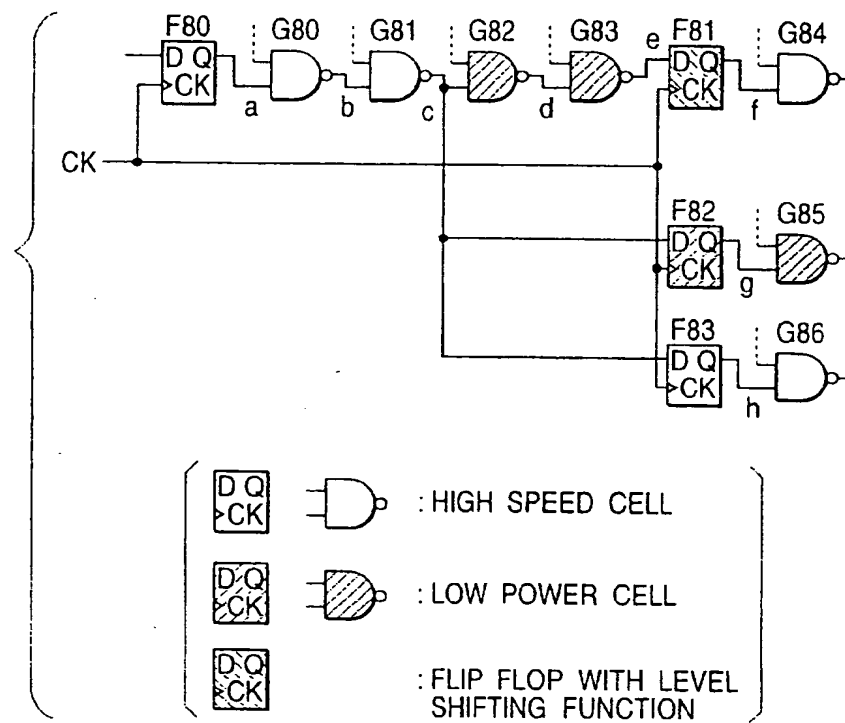 F80 G80 G81 G82 G83 F81 G84
D Q e D Q
CK CK
a b c d f
CK
F82 G85
D Q
CK
g
F83 G86
D Q
CK
h
D Q
CK : HIGH SPEED CELL
D Q
CK : LOW POWER CELL
D Q
CK : FLIP FLOP WITH LEVEL
SHIFTING FUNCTION